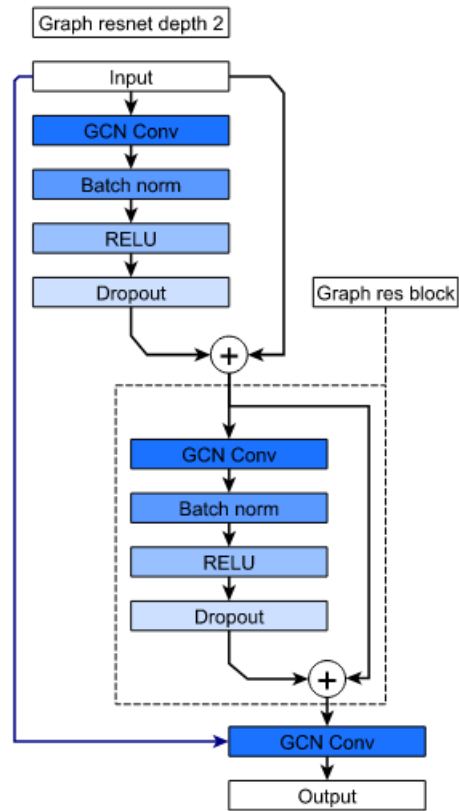 Graph resnet depth 2
Input
GCN Conv
Batch norm
RELU
Dropout
Graph res block
+
GCN Conv
Batch norm
RELU
Dropout
+
GCN Conv
Output